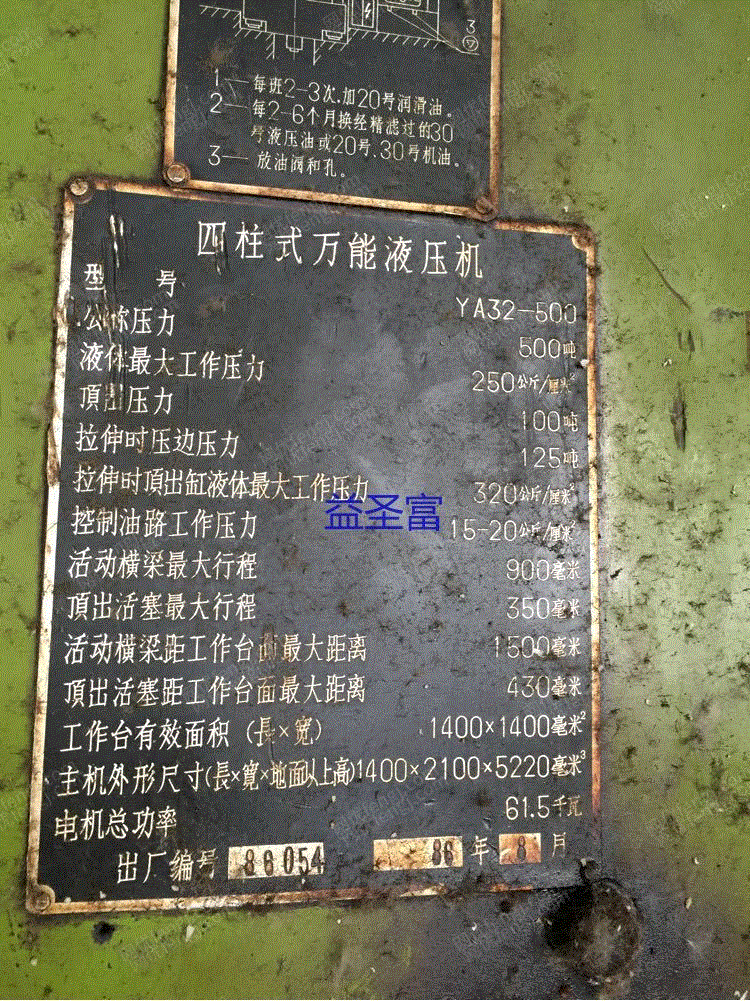 3
1—每班2-3次.加20号润滑油。
2—每2-6个月换经精滤过的30
号液压油或20号.30号机油。
3—放油阀和孔。
四柱式万能液压机
型 号 YA32-500
公称压力 500吨
液体最大工作压力 250公斤/厘米²
頂出压力 100吨
拉伸时压边压力 125吨
拉伸时頂出缸液体最大工作压力 320公斤/厘米²
益圣富
控制油路工作压力 15-20公斤/厘米²
活动横梁最大行程 900毫米
頂出活塞最大行程 350毫米
活动横梁距工作台面最大距离 1500毫米
頂出活塞距工作台面最大距离 430毫米
工作台有效面积(長×宽) 1400×1400毫米²
主机外形尺寸(長×寬×地面以上高)1400×2100×5220毫米³
电机总功率 61.5千瓦
出厂编号 86054 86年8月